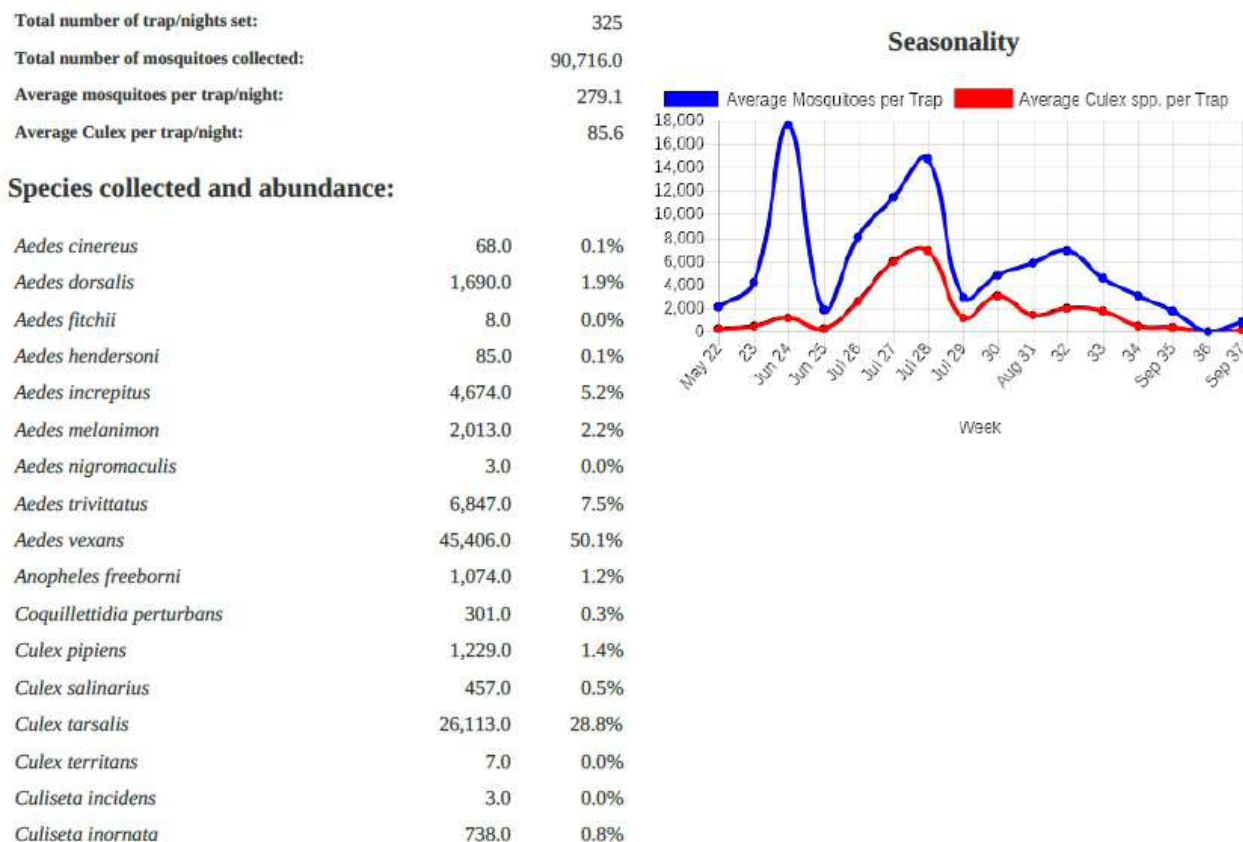 Total number of trap/nights set: 325
Total number of mosquitoes collected: 90,716.0
Average mosquitoes per trap/night: 279.1
Average Culex per trap/night: 85.6
Species collected and abundance:
Aedes cinereus 68.0 0.1%
Aedes dorsalis 1,690.0 1.9%
Aedes fitchii 8.0 0.0%
Aedes hendersoni 85.0 0.1%
Aedes increpitus 4,674.0 5.2%
Aedes melanimon 2,013.0 2.2%
Aedes nigromaculis 3.0 0.0%
Aedes trivittatus 6,847.0 7.5%
Aedes vexans 45,406.0 50.1%
Anopheles freeborni 1,074.0 1.2%
Coquillettidia perturbans 301.0 0.3%
Culex pipiens 1,229.0 1.4%
Culex salinarius 457.0 0.5%
Culex tarsalis 26,113.0 28.8%
Culex territans 7.0 0.0%
Culiseta incidens 3.0 0.0%
Culiseta inornata 738.0 0.8%
Seasonality
Average Mosquitoes per Trap Average Culex spp. per Trap
18,000
16,000
14,000
12,000
10,000
8,000
6,000
4,000
2,000
0
May 22 23 Jun 24 Jun 25 Jul 26 Jul 27 Jul 28 Jul 29 30 Aug 31 32 33 34 Sep 35 36 Sep 37
Week